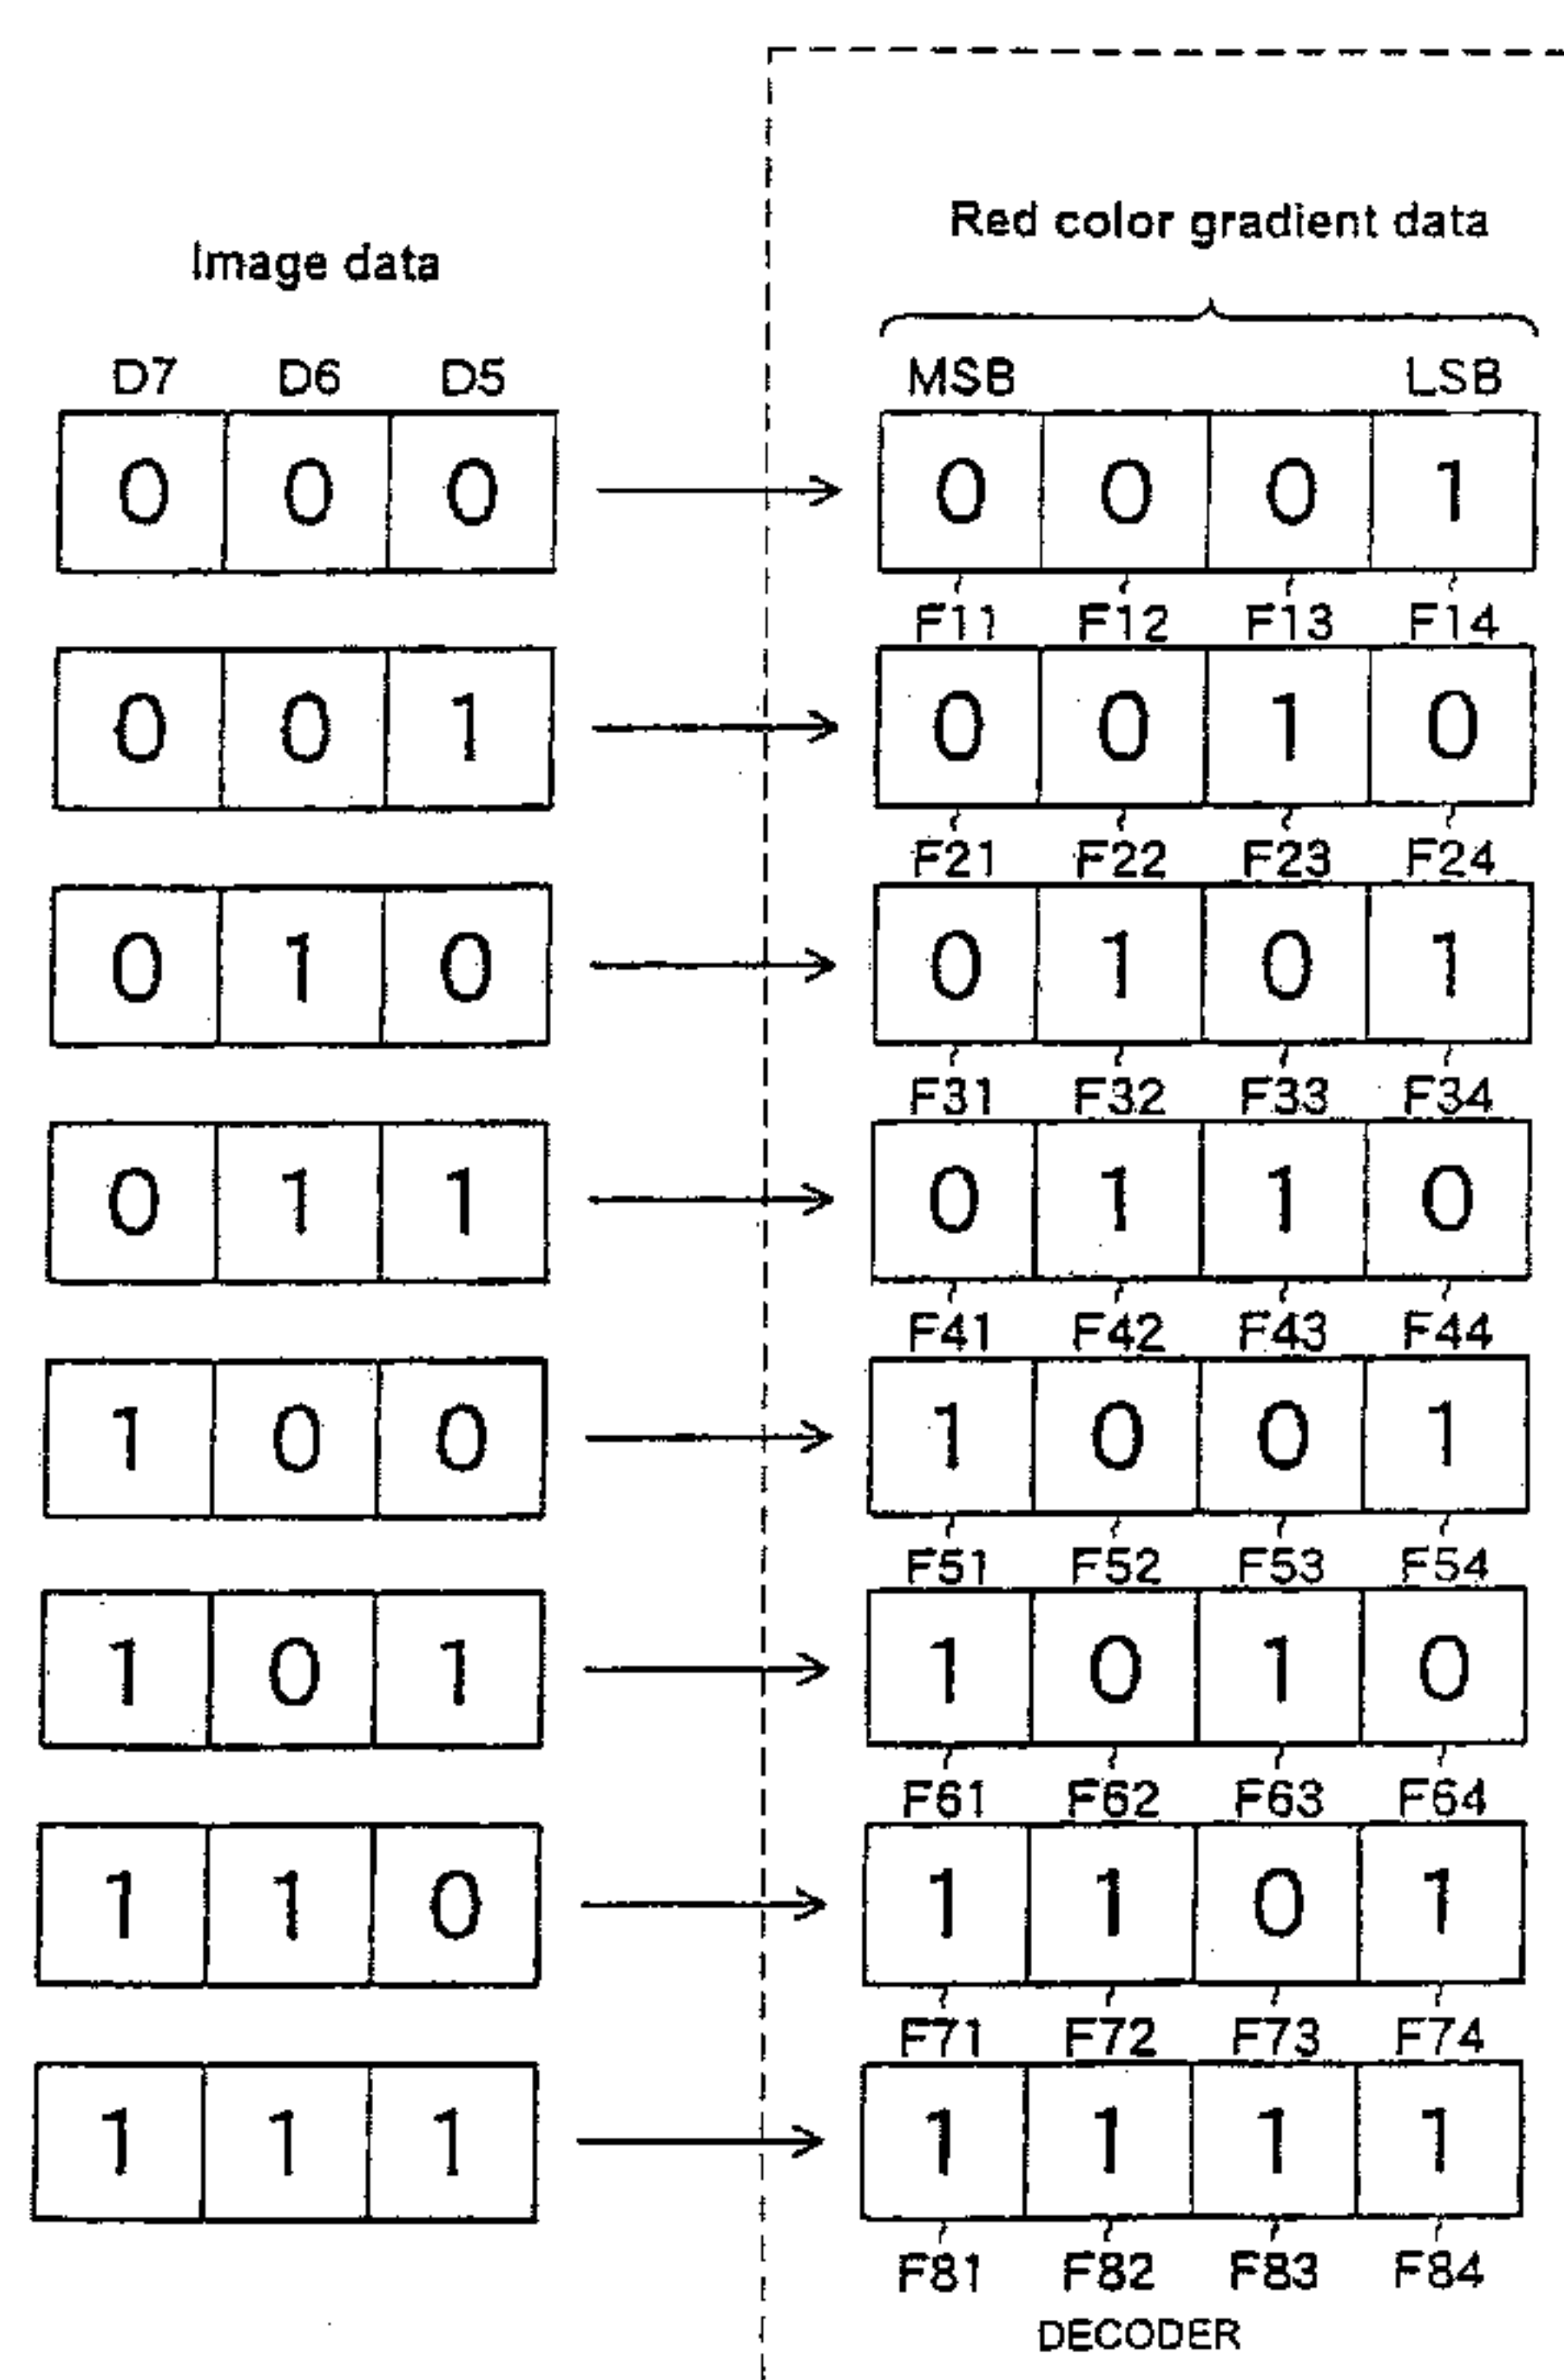 Red color gradient data
Image data
D7 D6 D5 MSB LSB
0 0 0 0 0 0 1
F11 F12 F13 F14
0 0 1 0 0 1 0
F21 F22 F23 F24
0 1 0 0 1 0 1
F31 F32 F33 F34
0 1 1 0 1 1 0
F41 F42 F43 F44
1 0 0 1 0 0 1
F51 F52 F53 F54
1 0 1 1 0 1 0
F61 F62 F63 F64
1 1 0 1 1 0 1
F71 F72 F73 F74
1 1 1 1 1 1 1
F81 F82 F83 F84
DECODER